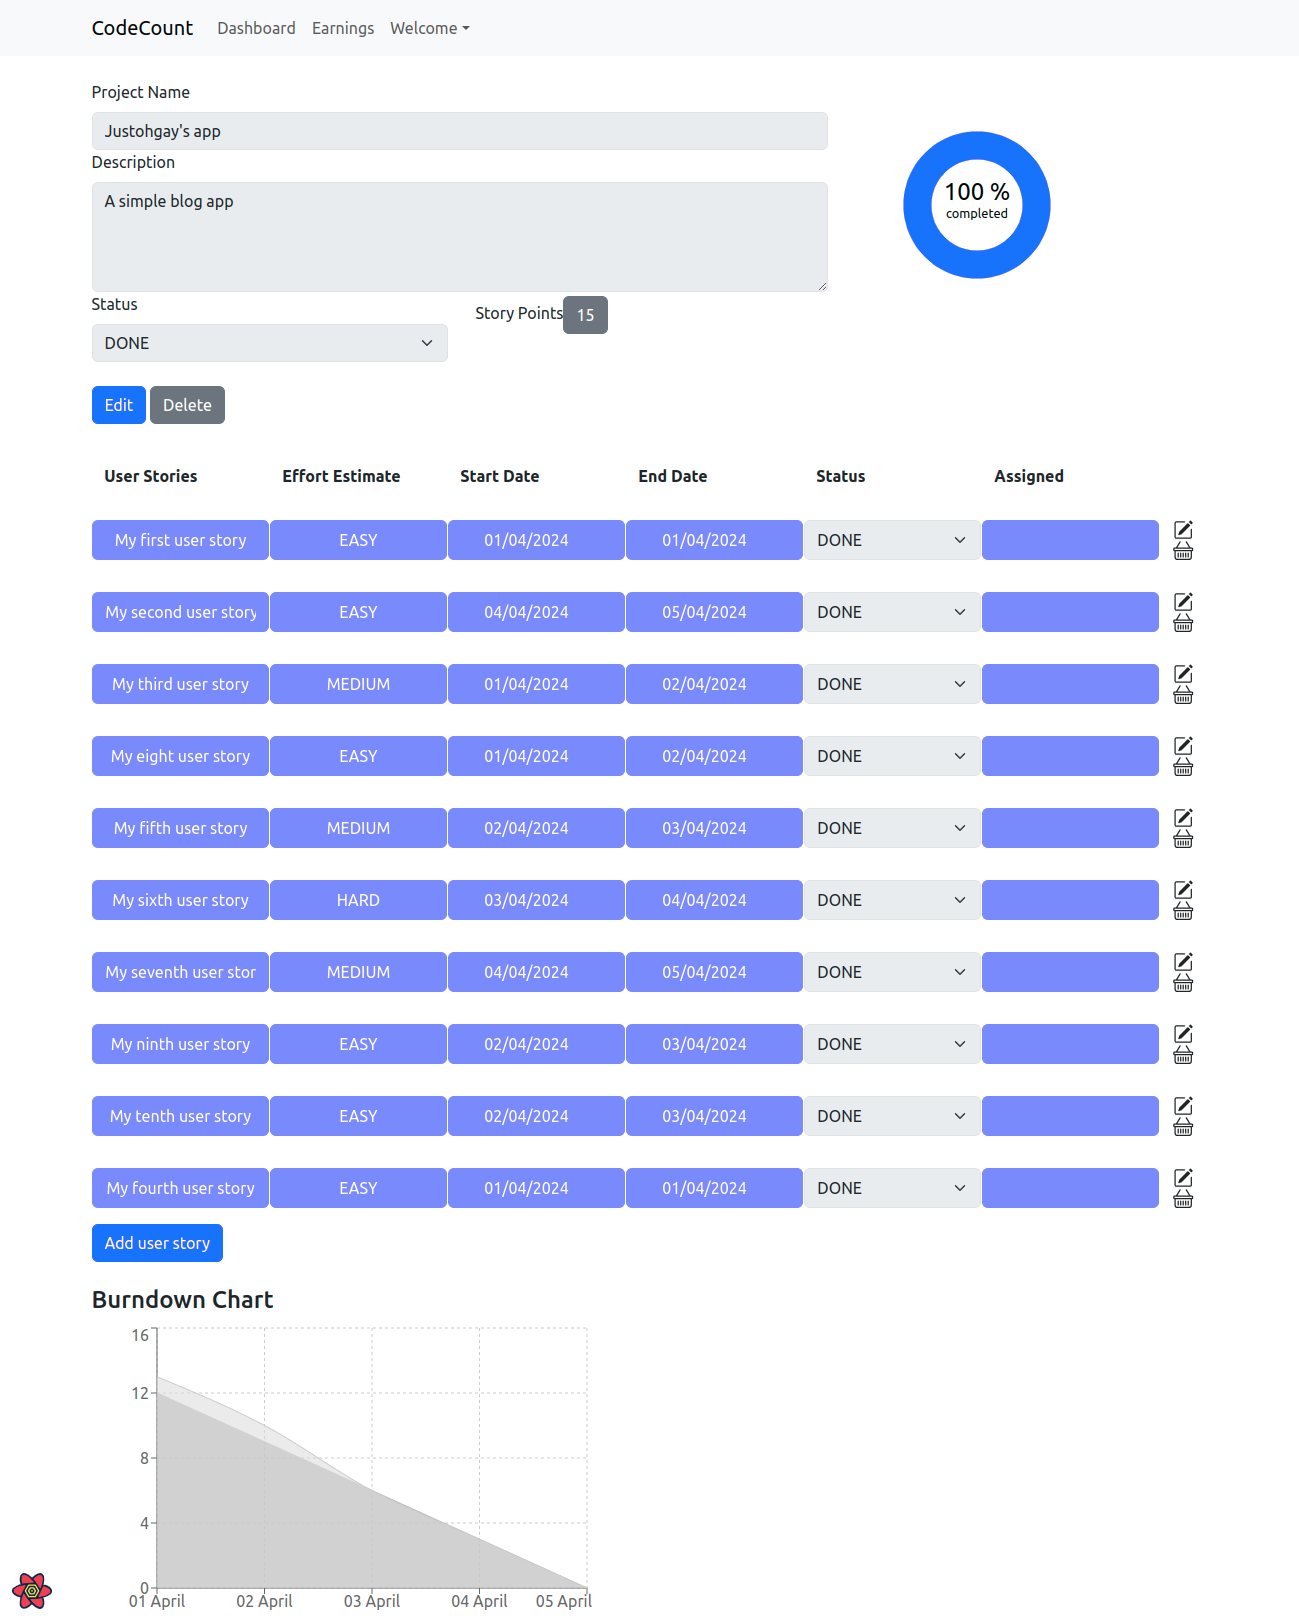 CodeCount Dashboard Earnings Welcome
Project Name
Justohgay's app
Description
A simple blog app
100 %
completed
Status
Story Points 15
DONE
Edit Delete
User Stories Effort Estimate Start Date End Date Status Assigned
My first user story EASY 01/04/2024 01/04/2024 DONE
My second user story EASY 04/04/2024 05/04/2024 DONE
My third user story MEDIUM 01/04/2024 02/04/2024 DONE
My eight user story EASY 01/04/2024 02/04/2024 DONE
My fifth user story MEDIUM 02/04/2024 03/04/2024 DONE
My sixth user story HARD 03/04/2024 04/04/2024 DONE
My seventh user stor MEDIUM 04/04/2024 05/04/2024 DONE
My ninth user story EASY 02/04/2024 03/04/2024 DONE
My tenth user story EASY 02/04/2024 03/04/2024 DONE
My fourth user story EASY 01/04/2024 01/04/2024 DONE
Add user story
Burndown Chart
16
12
8
4
0
01 April 02 April 03 April 04 April 05 April